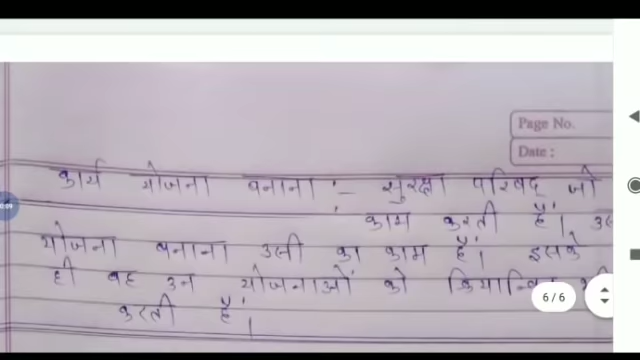 Page No.
Date :
कार्य योजना बनाना :- सुरक्षा परिषद जो
काम करती हैं। उस
योजना बनाना उसी का काम हैं। इसके
ही वह उन योजनाओं को क्रियान्वित भी
6/6
करती हैं।